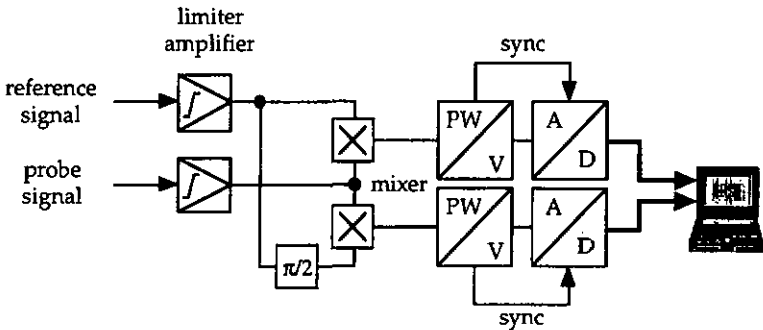 limiter
amplifier
sync
reference
signal
PW
V
A
D
probe
signal
mixer
PW
V
A
D
π/2
sync